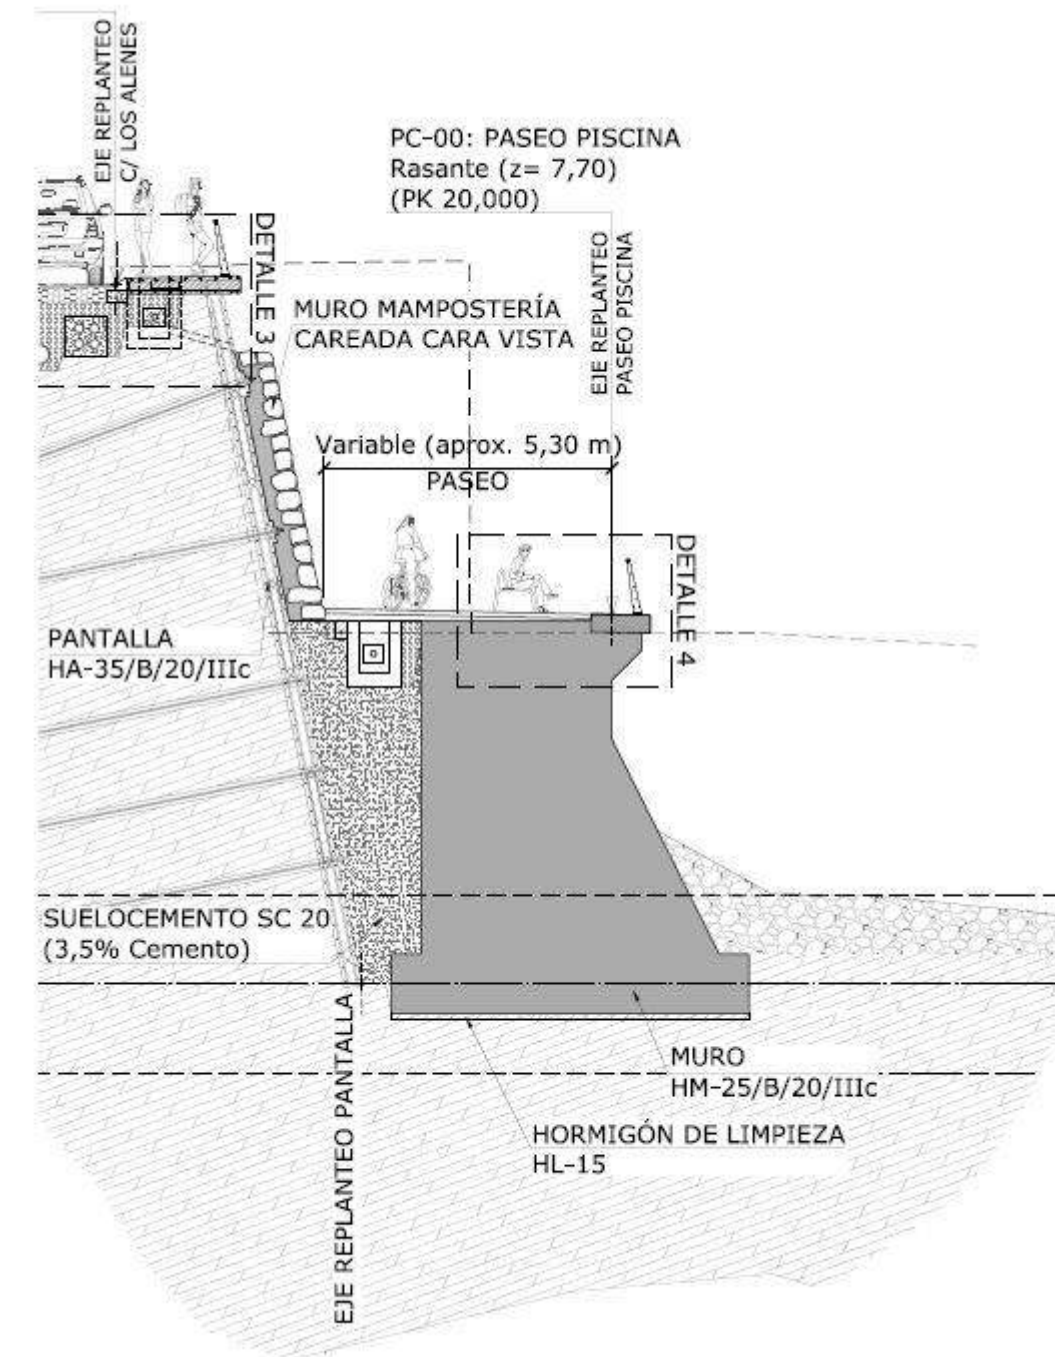 EJE REPLANTEO
C/ LOS ALENES
PC-00: PASEO PISCINA
Rasante (z= 7,70)
(PK 20,000)
EJE REPLANTEO
PASEO PISCINA
DETALLE 3
MURO MAMPOSTERÍA
CAREADA CARA VISTA
Variable (aprox. 5,30 m)
PASEO
DETALLE 4
PANTALLA
HA-35/B/20/IIIc
SUELOCEMENTO SC 20
(3,5% Cemento)
EJE REPLANTEO PANTALLA
MURO
HM-25/B/20/IIIc
HORMIGÓN DE LIMPIEZA
HL-15